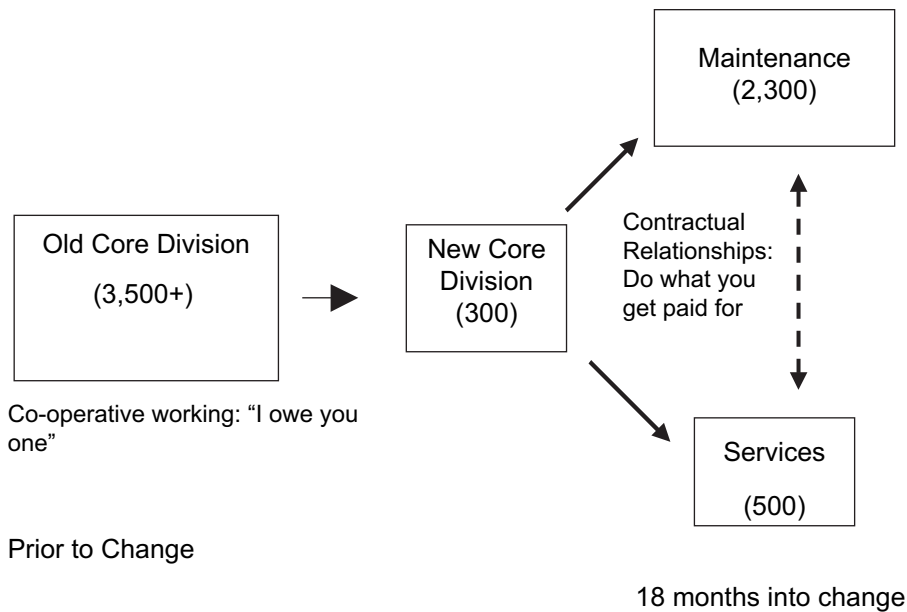 Maintenance
(2,300)
Old Core Division
(3,500+)
New Core
Division
(300)
Contractual
Relationships:
Do what you
get paid for
Co-operative working: “I owe you
one”
Services
(500)
Prior to Change
18 months into change